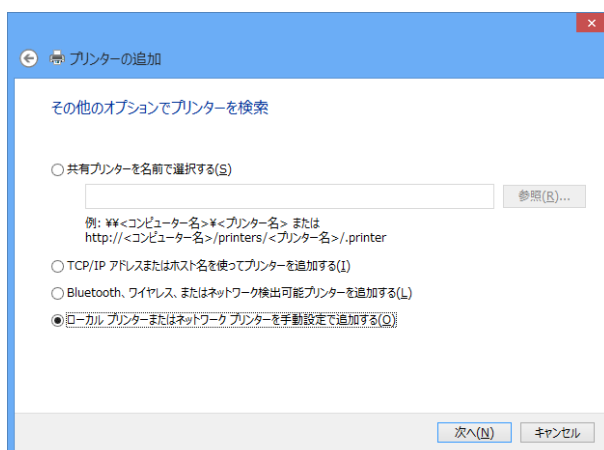 プリンターの追加
その他のオプションでプリンターを検索
共有プリンターを名前で選択する(S)
参照(R)...
例: ¥¥<コンピューター名>¥<プリンター名> または
http://<コンピューター名>/printers/<プリンター名>/.printer
TCP/IP アドレスまたはホスト名を使ってプリンターを追加する(I)
Bluetooth、ワイヤレス、またはネットワーク検出可能プリンターを追加する(L)
ローカル プリンターまたはネットワーク プリンターを手動設定で追加する(O)
次へ(N) キャンセル